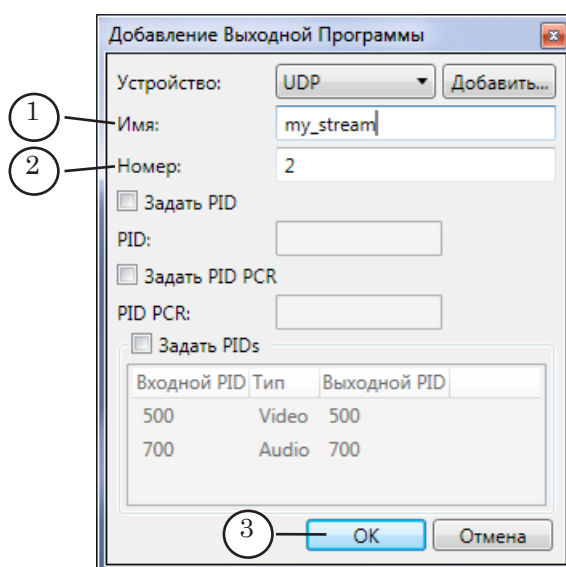 Добавление Выходной Программы
Устройство: UDP Добавить...
1 Имя: my_stream
2 Номер: 2
Задать PID
PID:
Задать PID PCR
PID PCR:
Задать PIDs
Входной PID Тип Выходной PID
500 Video 500
700 Audio 700
3 OK Отмена